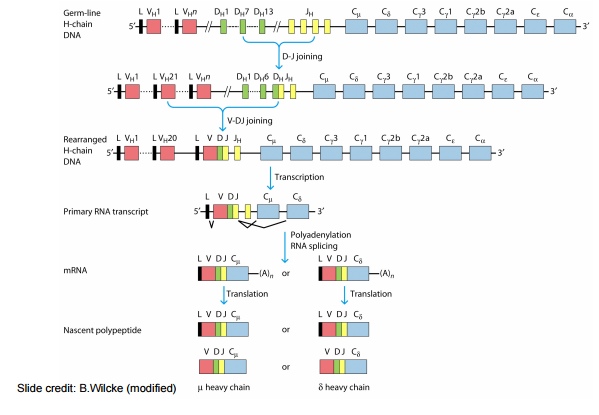 L VH1 L VHn DH1 DH7 DH13 JH Cμ Cδ Cγ3 Cγ1 Cγ2b Cγ2a Cε Cα
Germ-line
H-chain
DNA
5′ 3′
D-J joining
L VH1 L VH21 L VHn DH1 DH6 DH JH Cμ Cδ Cγ3 Cγ1 Cγ2b Cγ2a Cε Cα
5′ 3′
V-DJ joining
L VH1 L VH20 L V D J JH Cμ Cδ Cγ3 Cγ1 Cγ2b Cγ2a Cε Cα
Rearranged
H-chain
DNA
5′ 3′
Transcription
L V D J Cμ Cδ
Primary RNA transcript
5′ 3′
Polyadenylation
RNA splicing
L V D J Cμ L V D J Cδ
mRNA
(A)n or (A)n
Translation Translation
L V D J Cμ L V D J Cδ
Nascent polypeptide
or
V D J Cμ V D J Cδ
or
μ heavy chain δ heavy chain
Slide credit: B.Wilcke (modified)